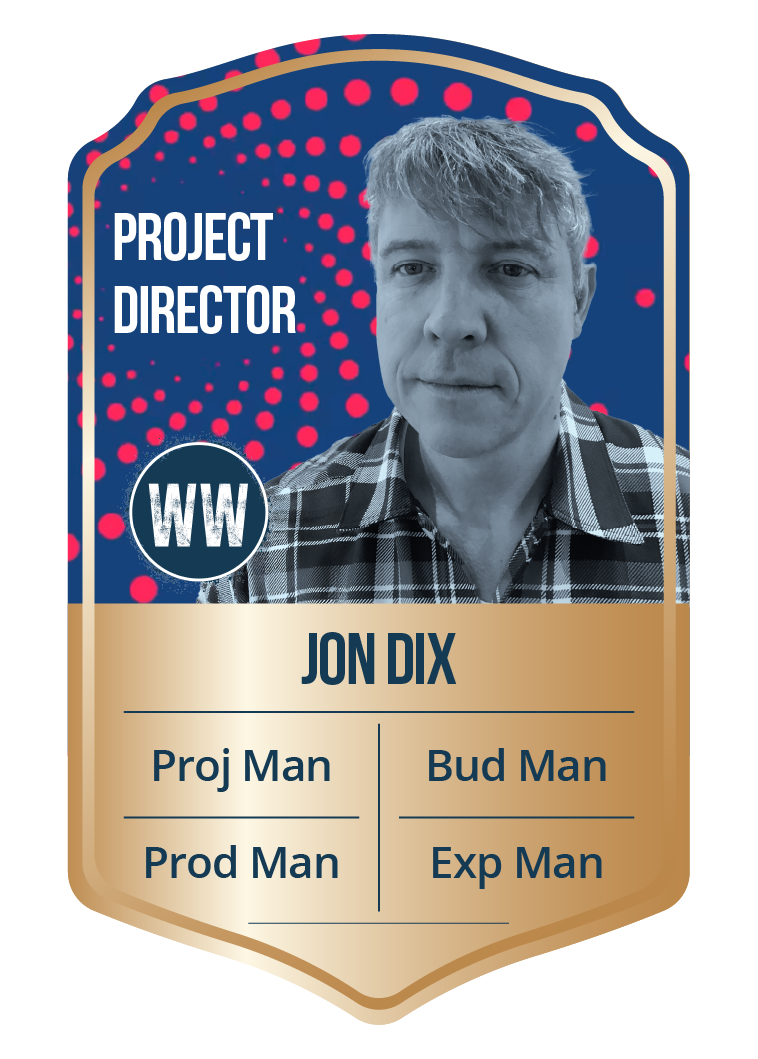 PROJECT
DIRECTOR
WW
JON DIX
Proj Man
Bud Man
Prod Man
Exp Man